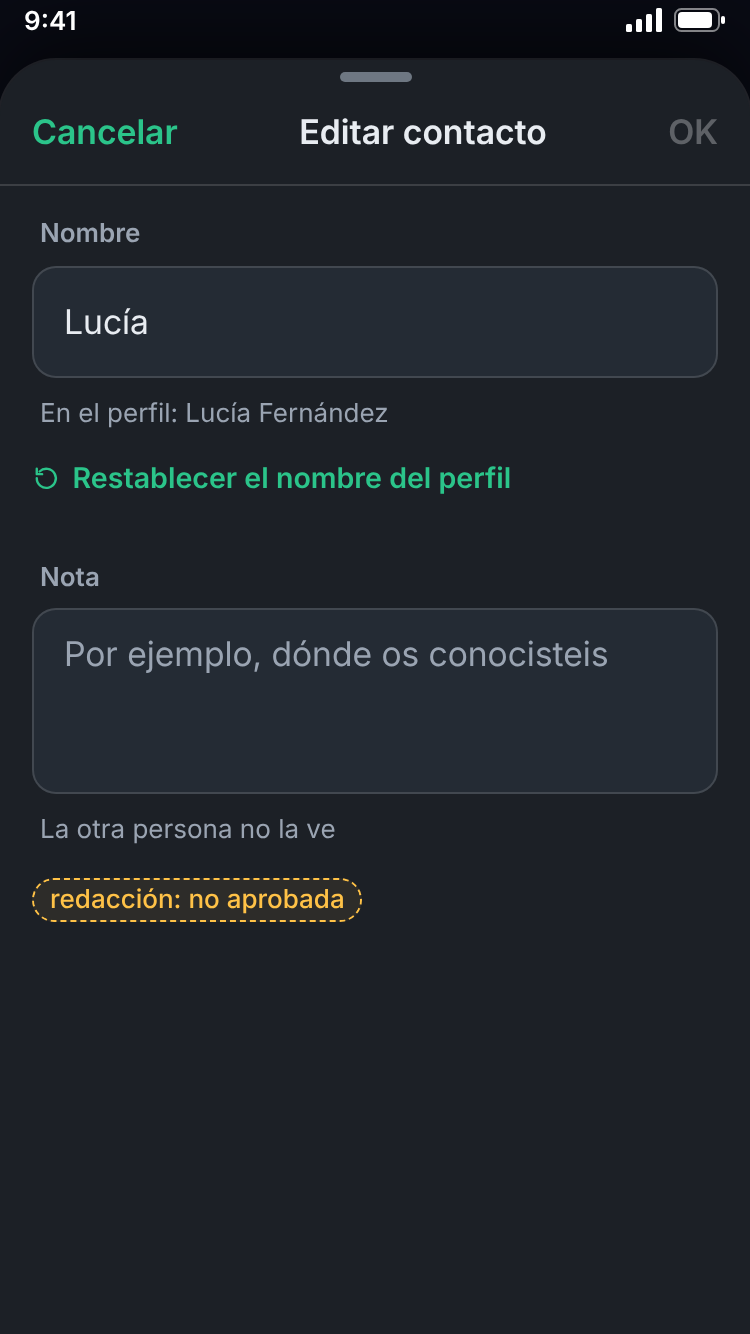 9:41
Cancelar
Editar contacto
OK
Nombre
Lucía
En el perfil: Lucía Fernández
Restablecer el nombre del perfil
Nota
Por ejemplo, dónde os conocisteis
La otra persona no la ve
redacción: no aprobada